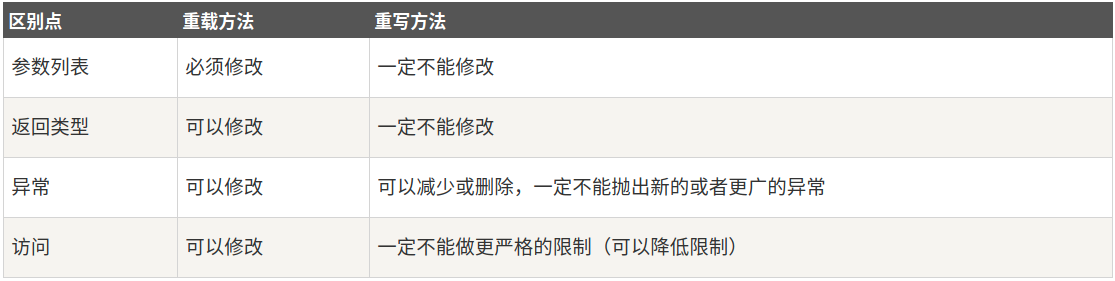 区别点 重载方法 重写方法
参数列表 必须修改 一定不能修改
返回类型 可以修改 一定不能修改
异常 可以修改 可以减少或删除，一定不能抛出新的或者更广的异常
访问 可以修改 一定不能做更严格的限制（可以降低限制）